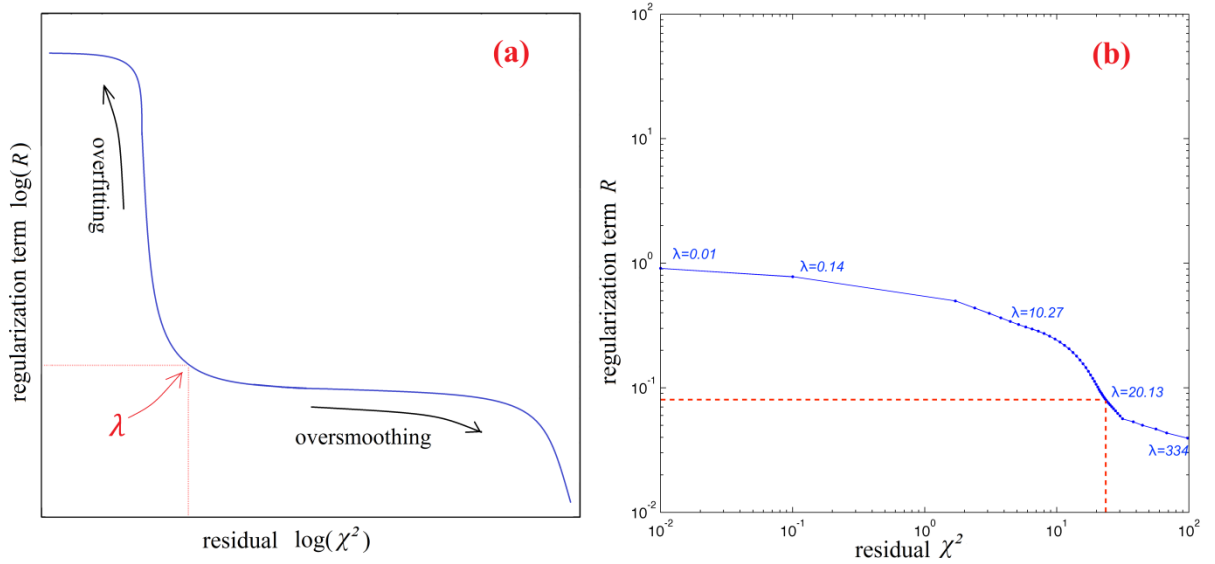 (a)
overfitting
λ
oversmoothing
regularization term log(R)
residual log(χ²)
(b)
10²
10¹
10⁰
10⁻¹
10⁻²
λ=0.01
λ=0.14
λ=10.27
λ=20.13
λ=334
10⁻²
10⁻¹
10⁰
10¹
10²
regularization term R
residual χ²